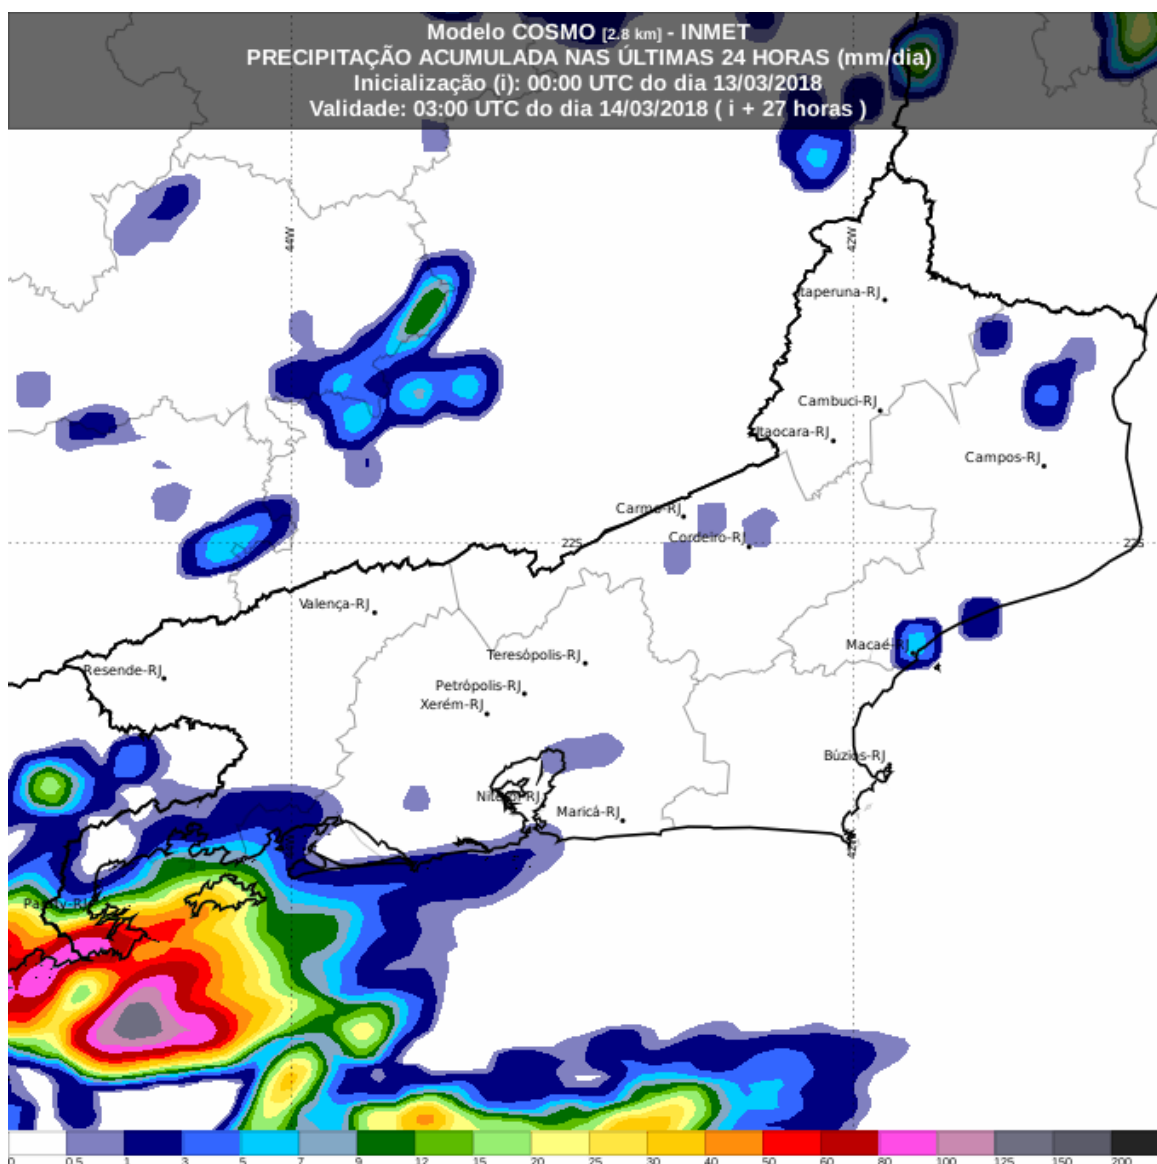 Modelo COSMO [2.8 km] - INMET
PRECIPITAÇÃO ACUMULADA NAS ÚLTIMAS 24 HORAS (mm/dia)
Inicialização (i): 00:00 UTC do dia 13/03/2018
Validade: 03:00 UTC do dia 14/03/2018 ( i + 27 horas )
44W
42W
Itaperuna-RJ
Cambuci-RJ
Itaocara-RJ
Campos-RJ
Carmo-RJ
Cordeiro-RJ
22S
22S
Valença-RJ
Macaé-RJ
Teresópolis-RJ
Resende-RJ
Petrópolis-RJ
Xerém-RJ
Búzios-RJ
Niterói-RJ
Maricá-RJ
42W
Paraty-RJ
0 0.5 1 3 5 7 9 12 15 20 25 30 40 50 60 80 100 125 150 200